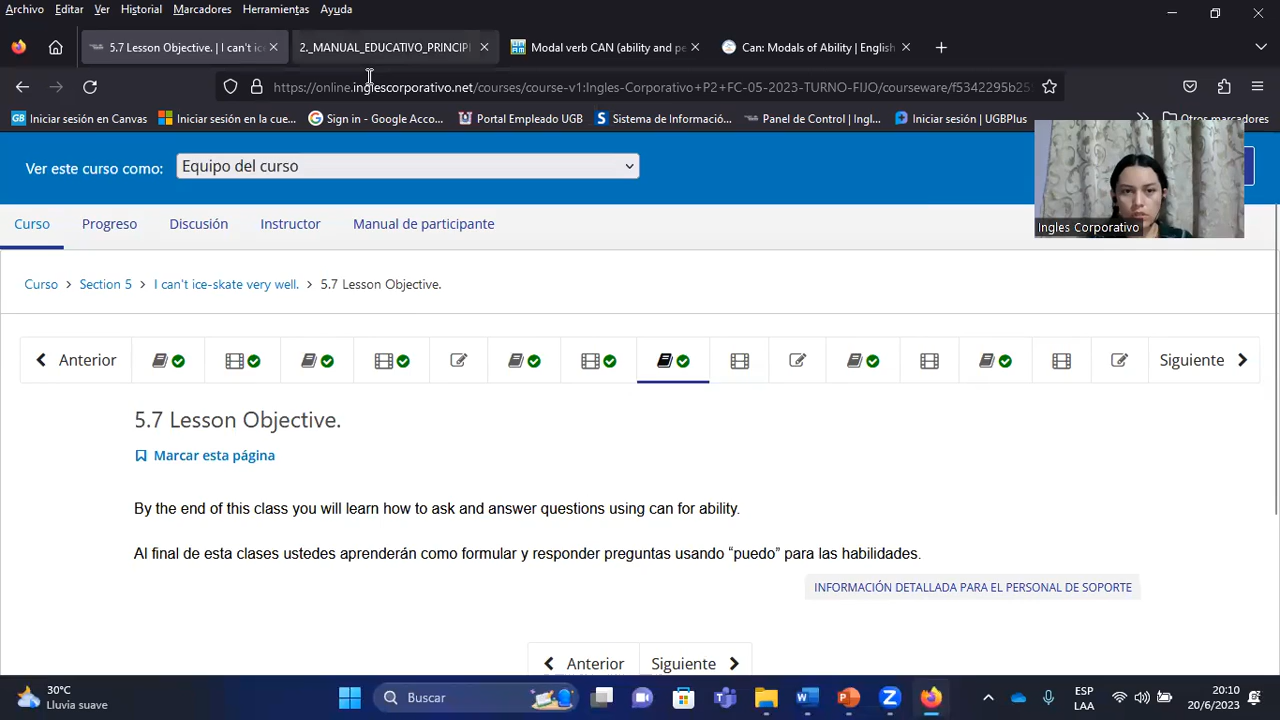 Archivo Editar Ver Historial Marcadores Herramientas Ayuda
5.7 Lesson Objective. | I can't ice
2._MANUAL_EDUCATIVO_PRINCIPI
Modal verb CAN (ability and pe
Can: Modals of Ability | English
https://online.inglescorporativo.net/courses/course-v1:Ingles-Corporativo+P2+FC-05-2023-TURNO-FIJO/courseware/f5342295b25
Iniciar sesión en Canvas
Iniciar sesión en la cue...
Sign in - Google Acco...
Portal Empleado UGB
Sistema de Informació...
Panel de Control | Ingl...
Iniciar sesión | UGBPlus
Otros marcadores
Ver este curso como: Equipo del curso
Ingles Corporativo
Curso Progreso Discusión Instructor Manual de participante
Curso > Section 5 > I can't ice-skate very well. > 5.7 Lesson Objective.
Anterior Siguiente
5.7 Lesson Objective.
Marcar esta página
By the end of this class you will learn how to ask and answer questions using can for ability.
Al final de esta clases ustedes aprenderán como formular y responder preguntas usando “puedo” para las habilidades.
INFORMACIÓN DETALLADA PARA EL PERSONAL DE SOPORTE
Anterior Siguiente
30°C
Lluvia suave
Buscar
ESP
LAA
20:10
20/6/2023